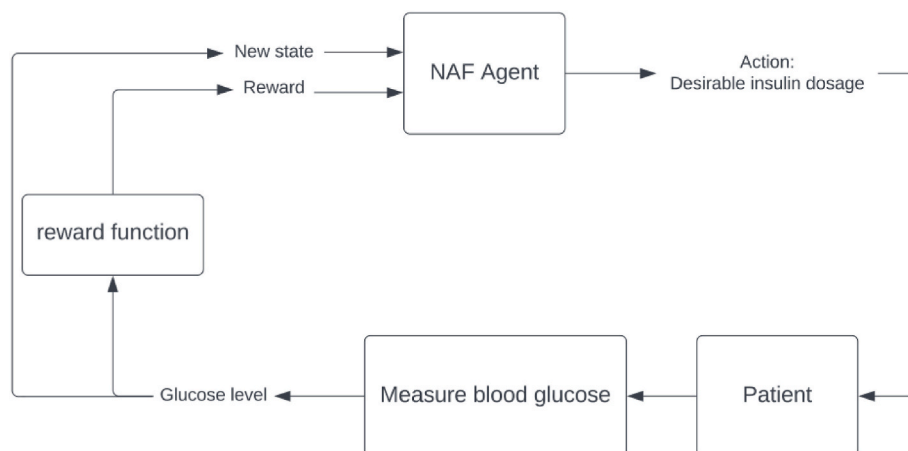 New state
Reward
NAF Agent
Action:
Desirable insulin dosage
reward function
Glucose level
Measure blood glucose
Patient